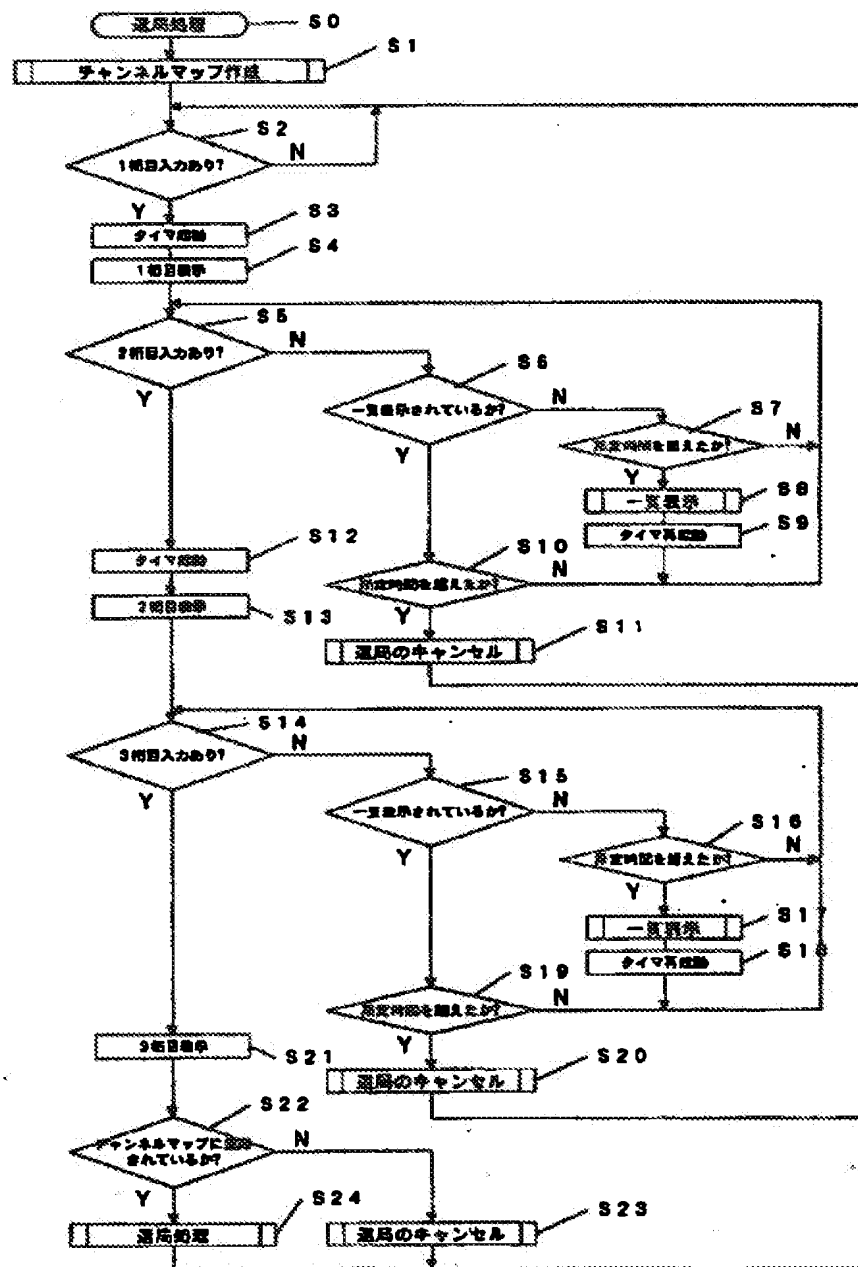 選局処理
S0
S1
チャンネルマップ作成
S2
1桁目入力あり?
N
Y
S3
タイマ起動
S4
1桁目表示
S5
2桁目入力あり?
N
Y
S6
一覧表示されているか?
N
Y
S7
所定時間を超えたか?
N
Y
S8
一覧表示
S9
タイマ再起動
S10
所定時間を超えたか?
N
Y
S11
選局のキャンセル
S12
タイマ起動
S13
2桁目表示
S14
3桁目入力あり?
N
Y
S15
一覧表示されているか?
N
Y
S16
所定時間を超えたか?
N
Y
S17
一覧表示
S18
タイマ再起動
S19
所定時間を超えたか?
N
Y
S20
選局のキャンセル
S21
3桁目表示
S22
チャンネルマップに
されているか?
N
Y
S24
選局処理
S23
選局のキャンセル